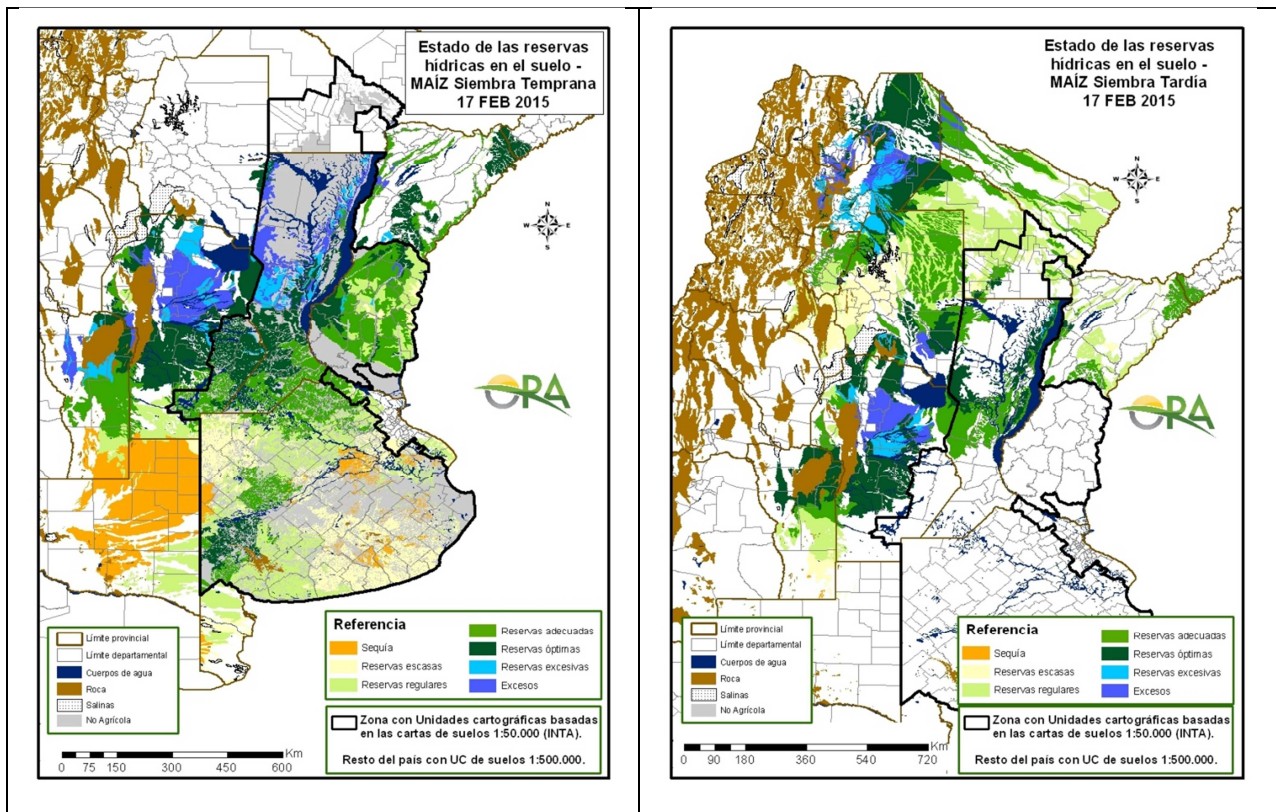 Estado de las reservas
hídricas en el suelo -
MAÍZ Siembra Temprana
17 FEB 2015
N
W E
S
ORA
Límite provincial
Límite departamental
Cuerpos de agua
Roca
Salinas
No Agrícola
Referencia
Sequía
Reservas escasas
Reservas regulares
Reservas adecuadas
Reservas óptimas
Reservas excesivas
Excesos
Zona con Unidades cartográficas basadas
en las cartas de suelos 1:50.000 (INTA).
Resto del país con UC de suelos 1:500.000.
Km
0 75 150 300 450 600
Estado de las reservas
hídricas en el suelo -
MAÍZ Siembra Tardía
17 FEB 2015
N
W E
S
ORA
Límite provincial
Límite departamental
Cuerpos de agua
Roca
Salinas
No Agrícola
Referencia
Sequía
Reservas escasas
Reservas regulares
Reservas adecuadas
Reservas óptimas
Reservas excesivas
Excesos
Zona con Unidades cartográficas basadas
en las cartas de suelos 1:50.000 (INTA).
Resto del país con UC de suelos 1:500.000.
Km
0 90 180 360 540 720